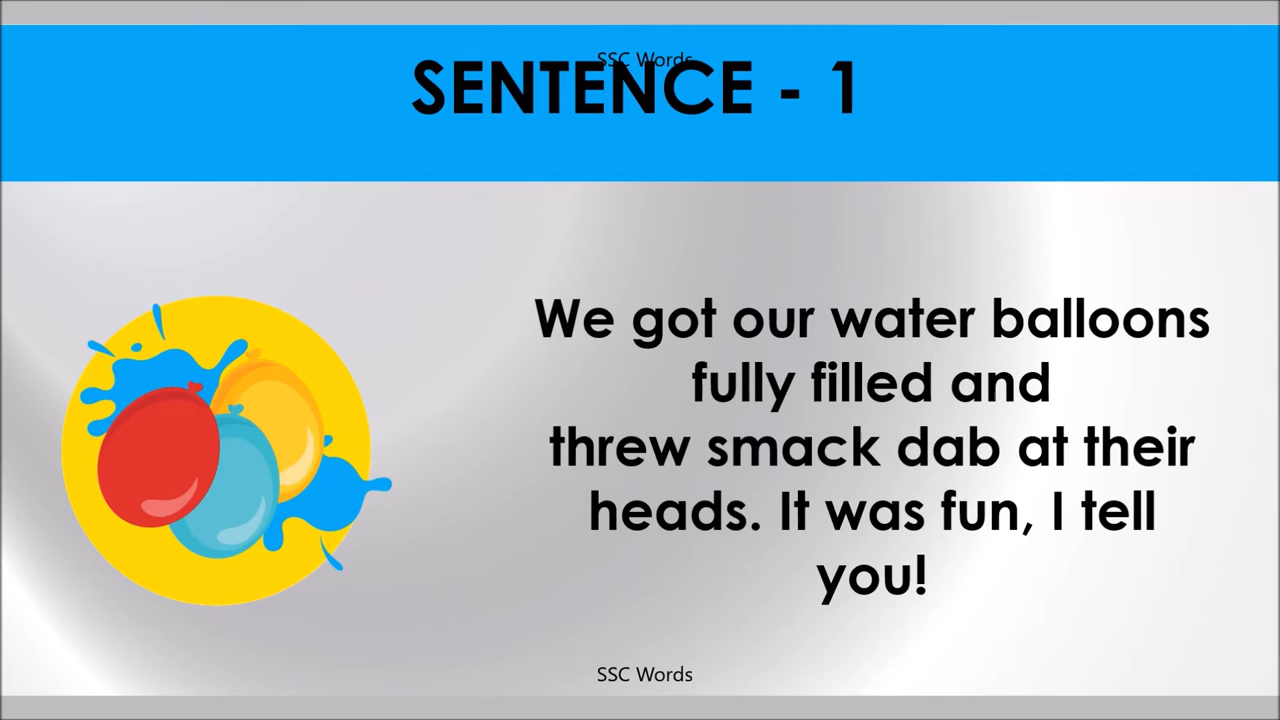 SSC Words
SENTENCE - 1
We got our water balloons
fully filled and
threw smack dab at their
heads. It was fun, I tell
you!
SSC Words